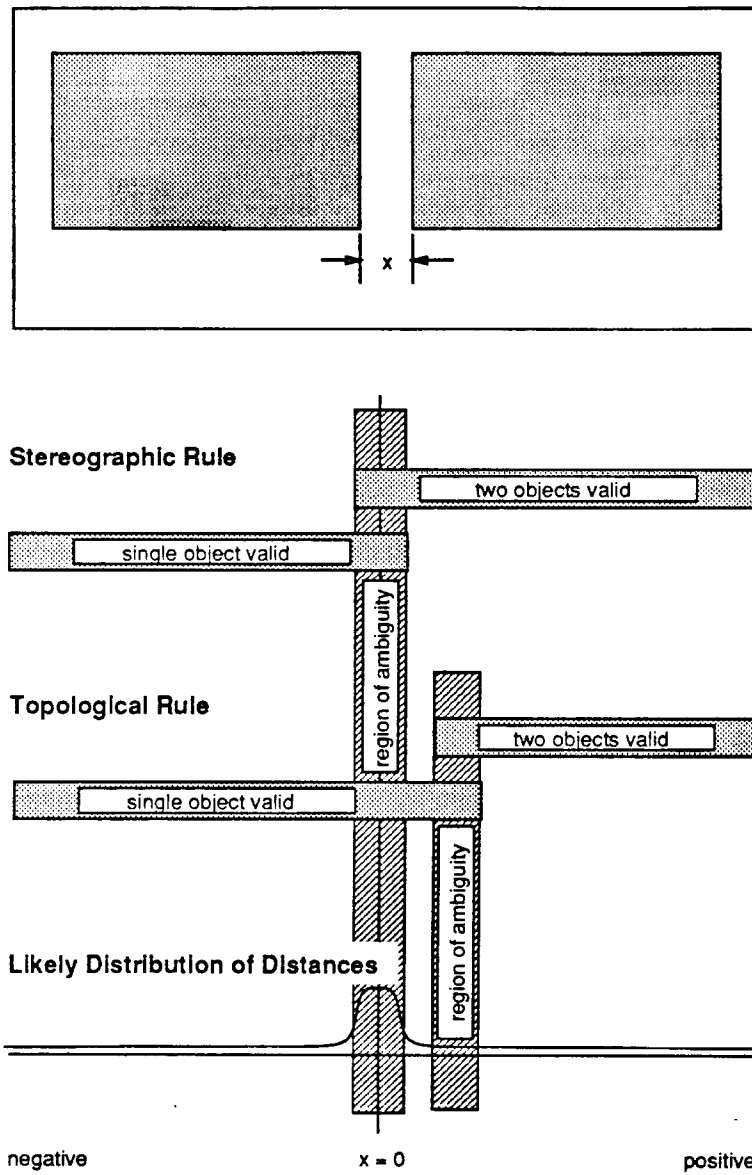 x
Stereographic Rule
two objects valid
single object valid
region of ambiguity
Topological Rule
two objects valid
single object valid
region of ambiguity
Likely Distribution of Distances
negative
x = 0
positive